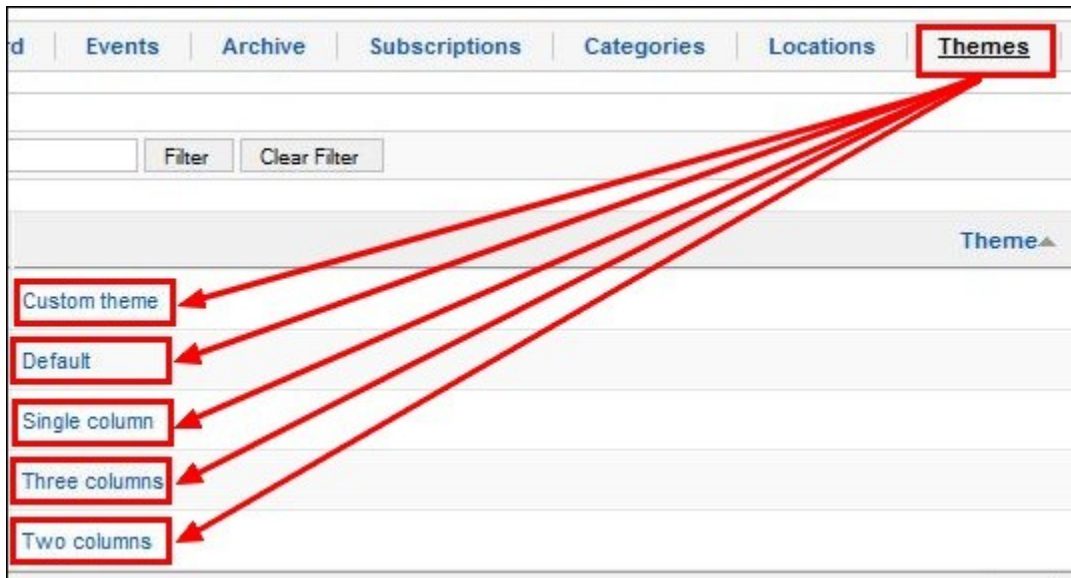 rd Events Archive Subscriptions Categories Locations Themes
Filter Clear Filter
Theme
Custom theme
Default
Single column
Three columns
Two columns